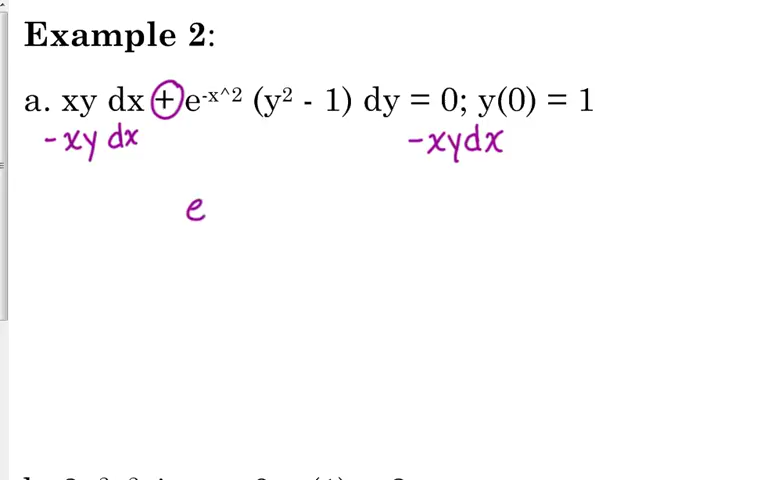 Example 2:
a. xy dx + e^-x^2 (y² - 1) dy = 0; y(0) = 1
-xy dx -xydx
e